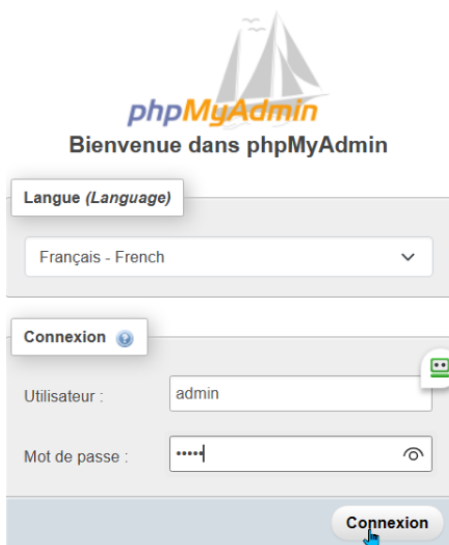 phpMyAdmin
Bienvenue dans phpMyAdmin
Langue (Language)
Français - French
Connexion
Utilisateur :
admin
Mot de passe :
•••••
Connexion